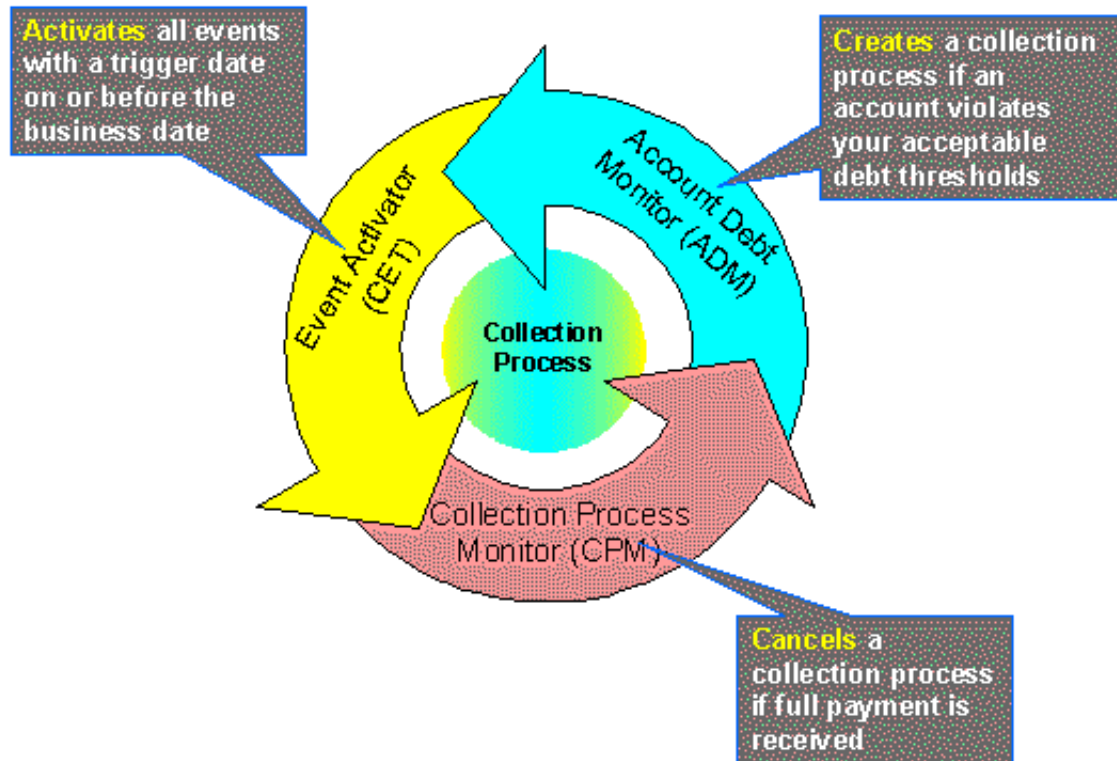 Activates all events
with a trigger date
on or before the
business date
Creates a collection
process if an
account violates
your acceptable
debt thresholds
Account Debt
Monitor (ADM)
Event Activator
(CET)
Collection
Process
Collection Process
Monitor (CPM)
Cancels a
collection process
if full payment is
received